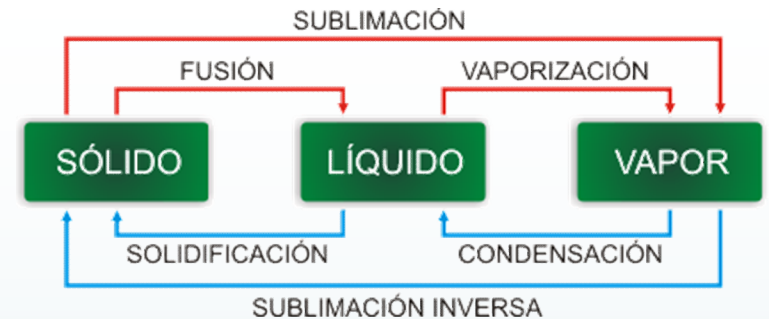 SUBLIMACIÓN
FUSIÓN VAPORIZACIÓN
SÓLIDO LÍQUIDO VAPOR
SOLIDIFICACIÓN CONDENSACIÓN
SUBLIMACIÓN INVERSA